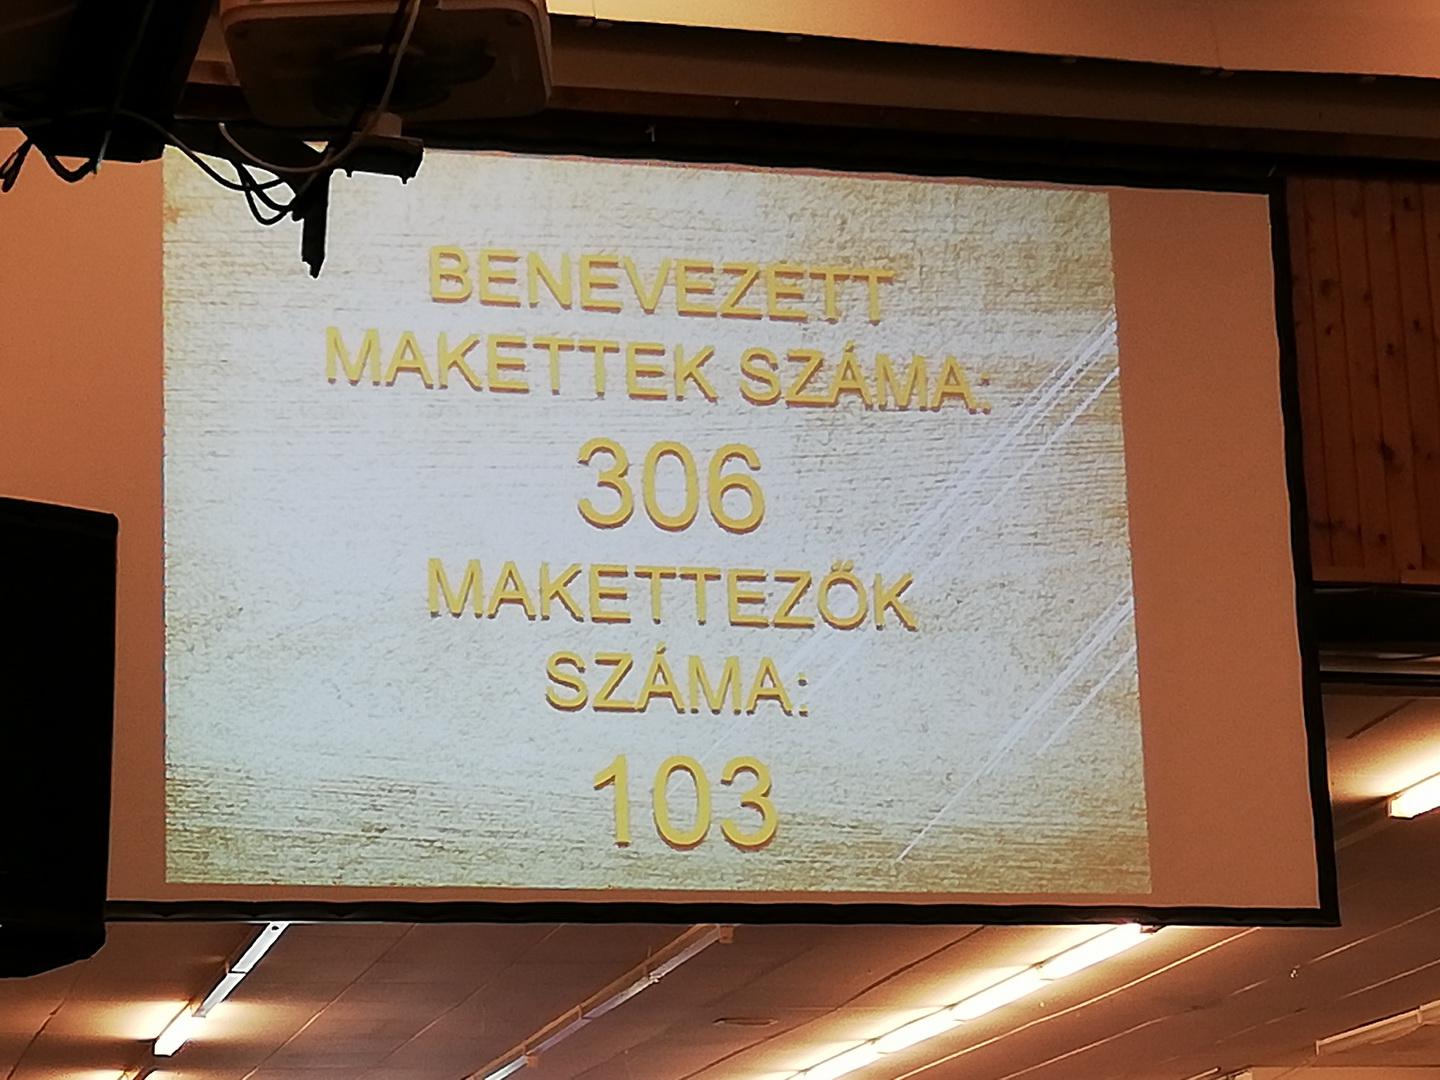 BENEVEZETT
MAKETTEK SZÁMA:
306
MAKETTEZŐK
SZÁMA:
103